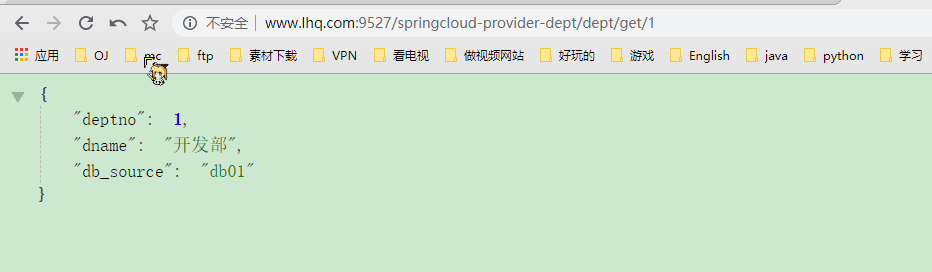 不安全 www.lhq.com:9527/springcloud-provider-dept/dept/get/1
应用 OJ mc ftp 素材下载 VPN 看电视 做视频网站 好玩的 游戏 English java python 学习
{
"deptno": 1,
"dname": "开发部",
"db_source": "db01"
}